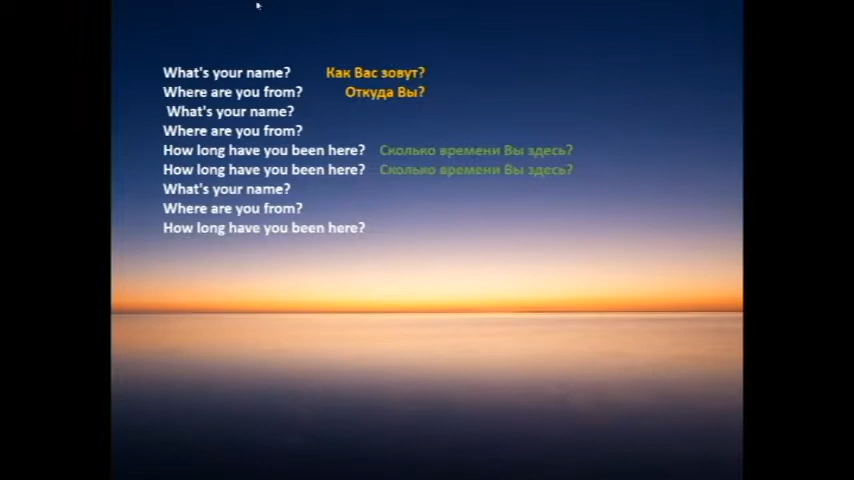 What's your name? Как Вас зовут?
Where are you from? Откуда Вы?
What's your name?
Where are you from?
How long have you been here? Сколько времени Вы здесь?
How long have you been here? Сколько времени Вы здесь?
What's your name?
Where are you from?
How long have you been here?